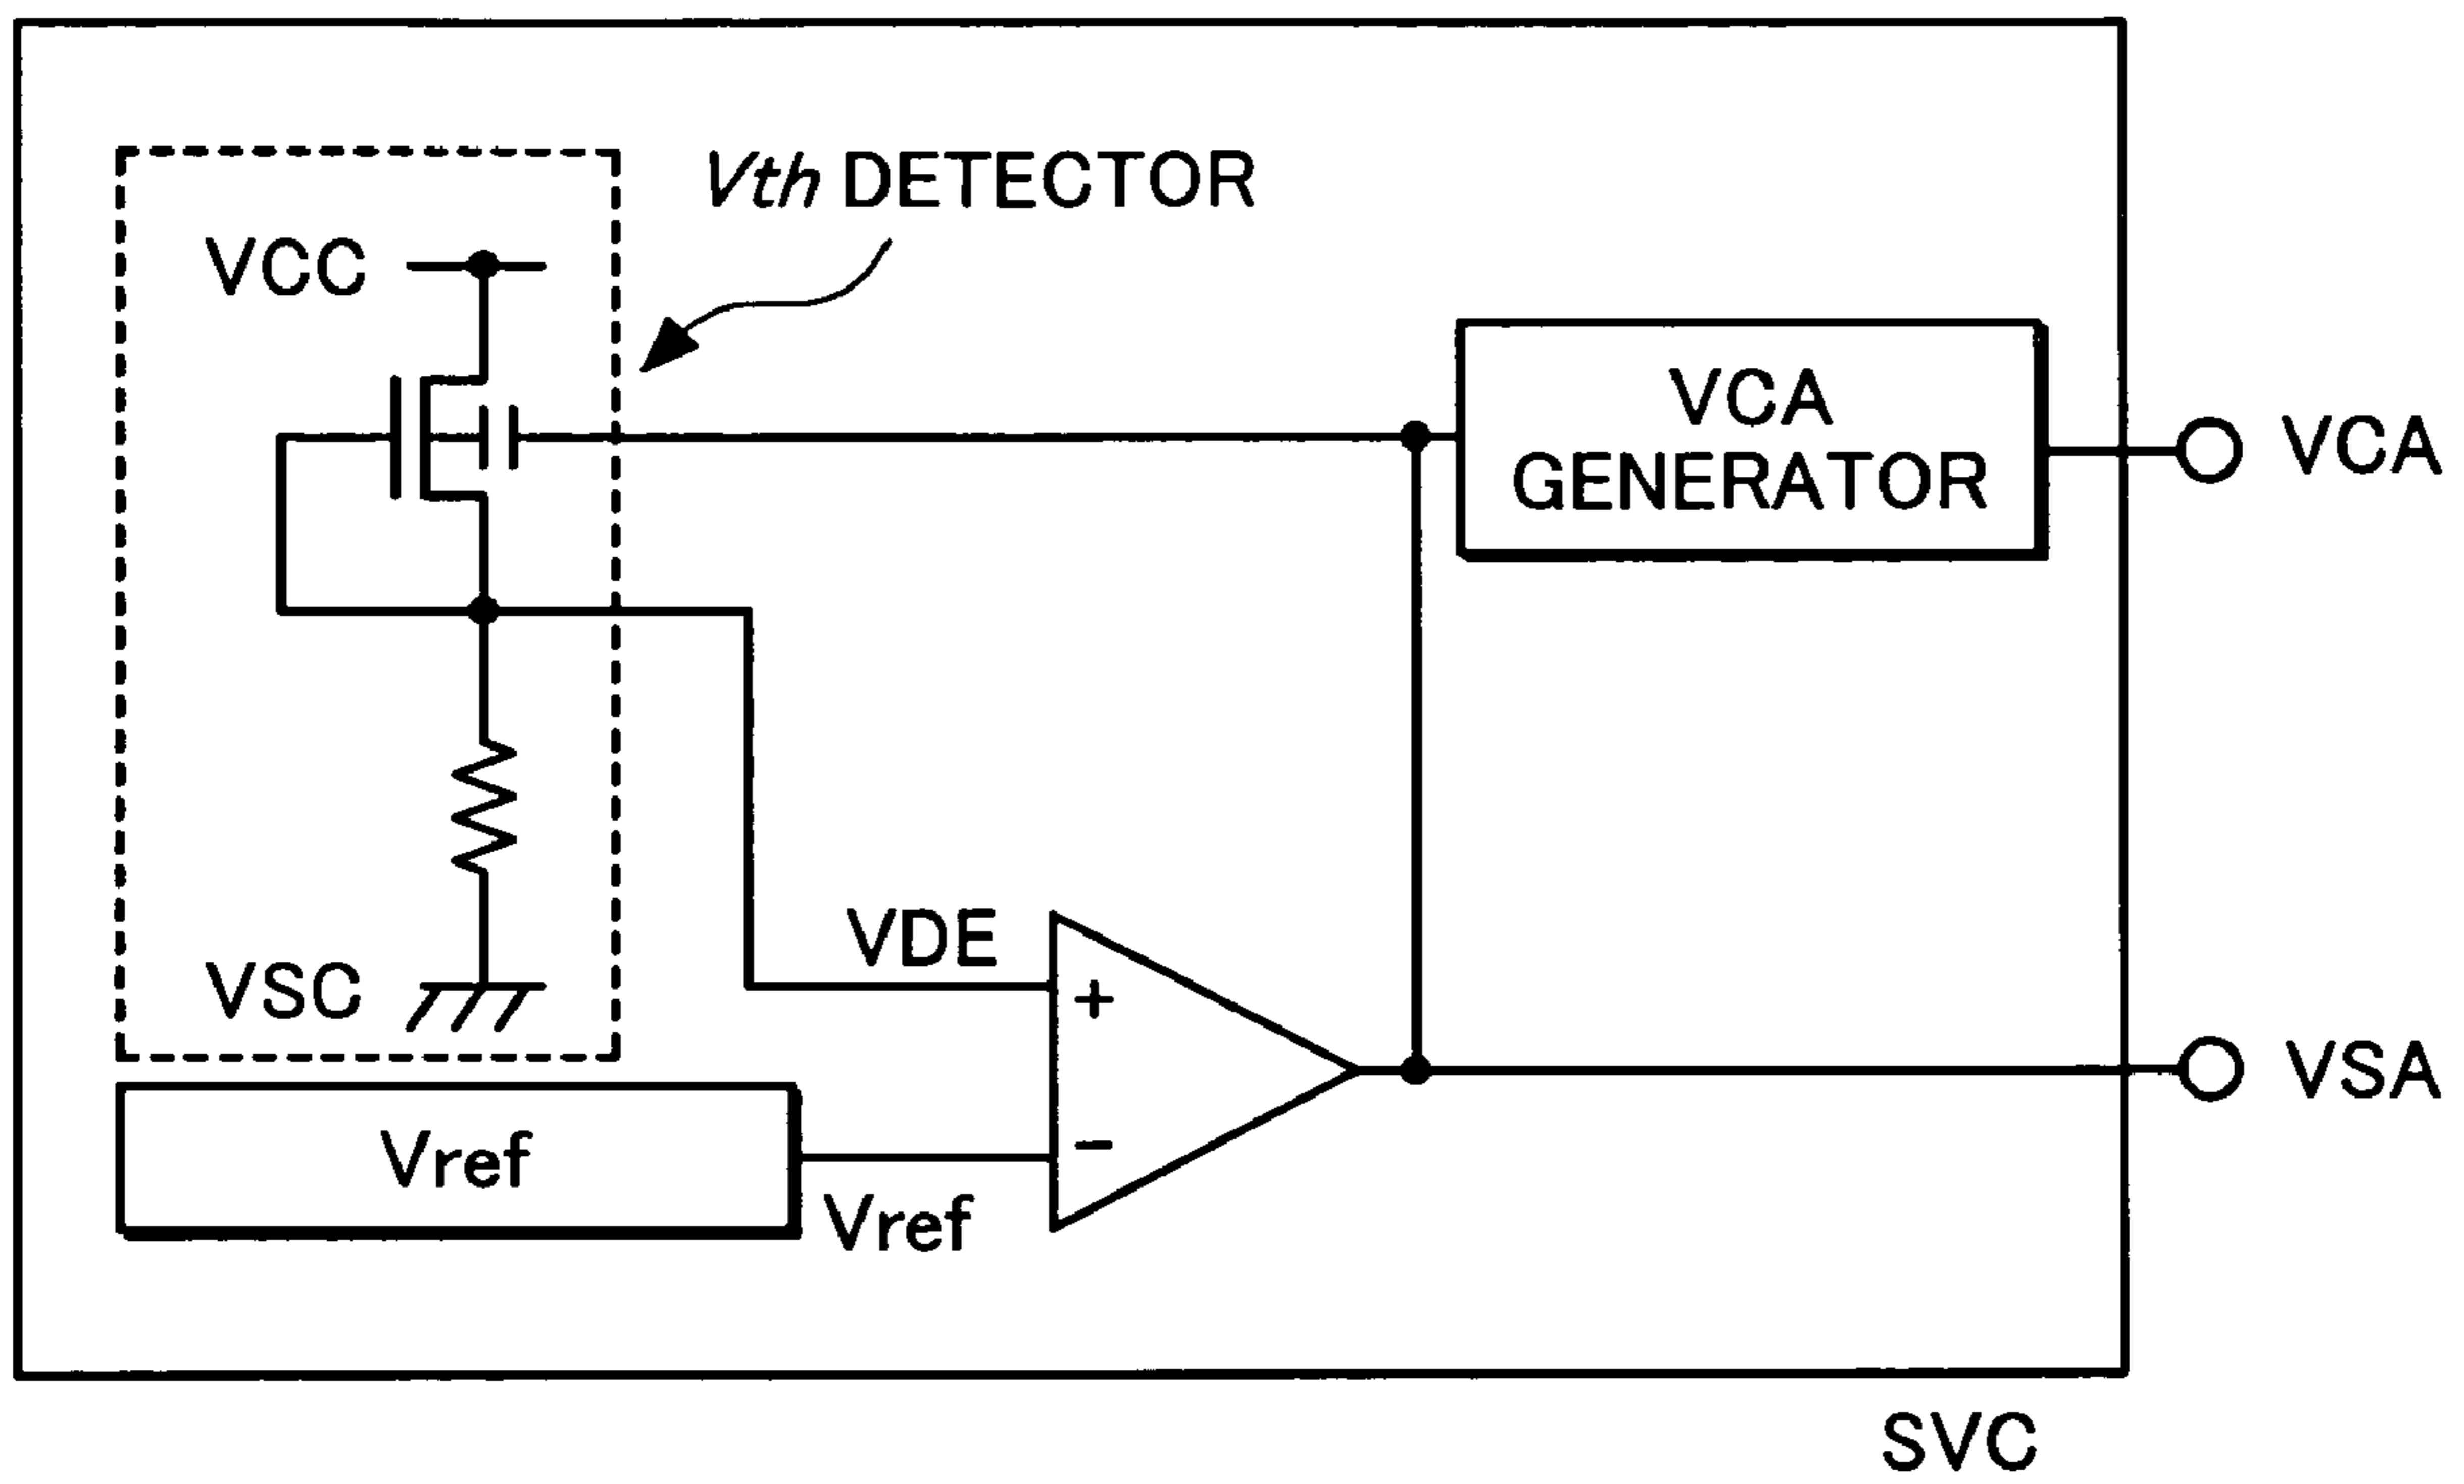 Vth DETECTOR
VCC
VCA
GENERATOR
VCA
VDE
+
VSC
VSA
−
Vref
Vref
SVC